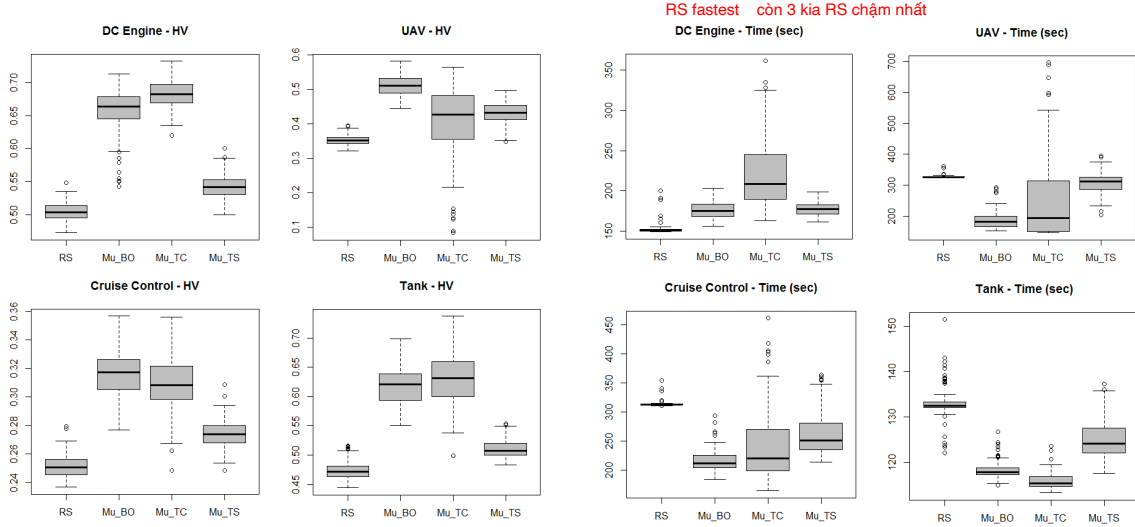 RS fastest còn 3 kia RS chậm nhất
DC Engine - HV
0.50 0.55 0.60 0.65 0.70
RS Mu_BO Mu_TC Mu_TS
UAV - HV
0.1 0.2 0.3 0.4 0.5 0.6
RS Mu_BO Mu_TC Mu_TS
DC Engine - Time (sec)
150 200 250 300 350
RS Mu_BO Mu_TC Mu_TS
UAV - Time (sec)
200 300 400 500 600 700
RS Mu_BO Mu_TC Mu_TS
Cruise Control - HV
0.24 0.26 0.28 0.30 0.32 0.34 0.36
RS Mu_BO Mu_TC Mu_TS
Tank - HV
0.45 0.50 0.55 0.60 0.65 0.70
RS Mu_BO Mu_TC Mu_TS
Cruise Control - Time (sec)
200 250 300 350 400 450
RS Mu_BO Mu_TC Mu_TS
Tank - Time (sec)
120 130 140 150
RS Mu_BO Mu_TC Mu_TS